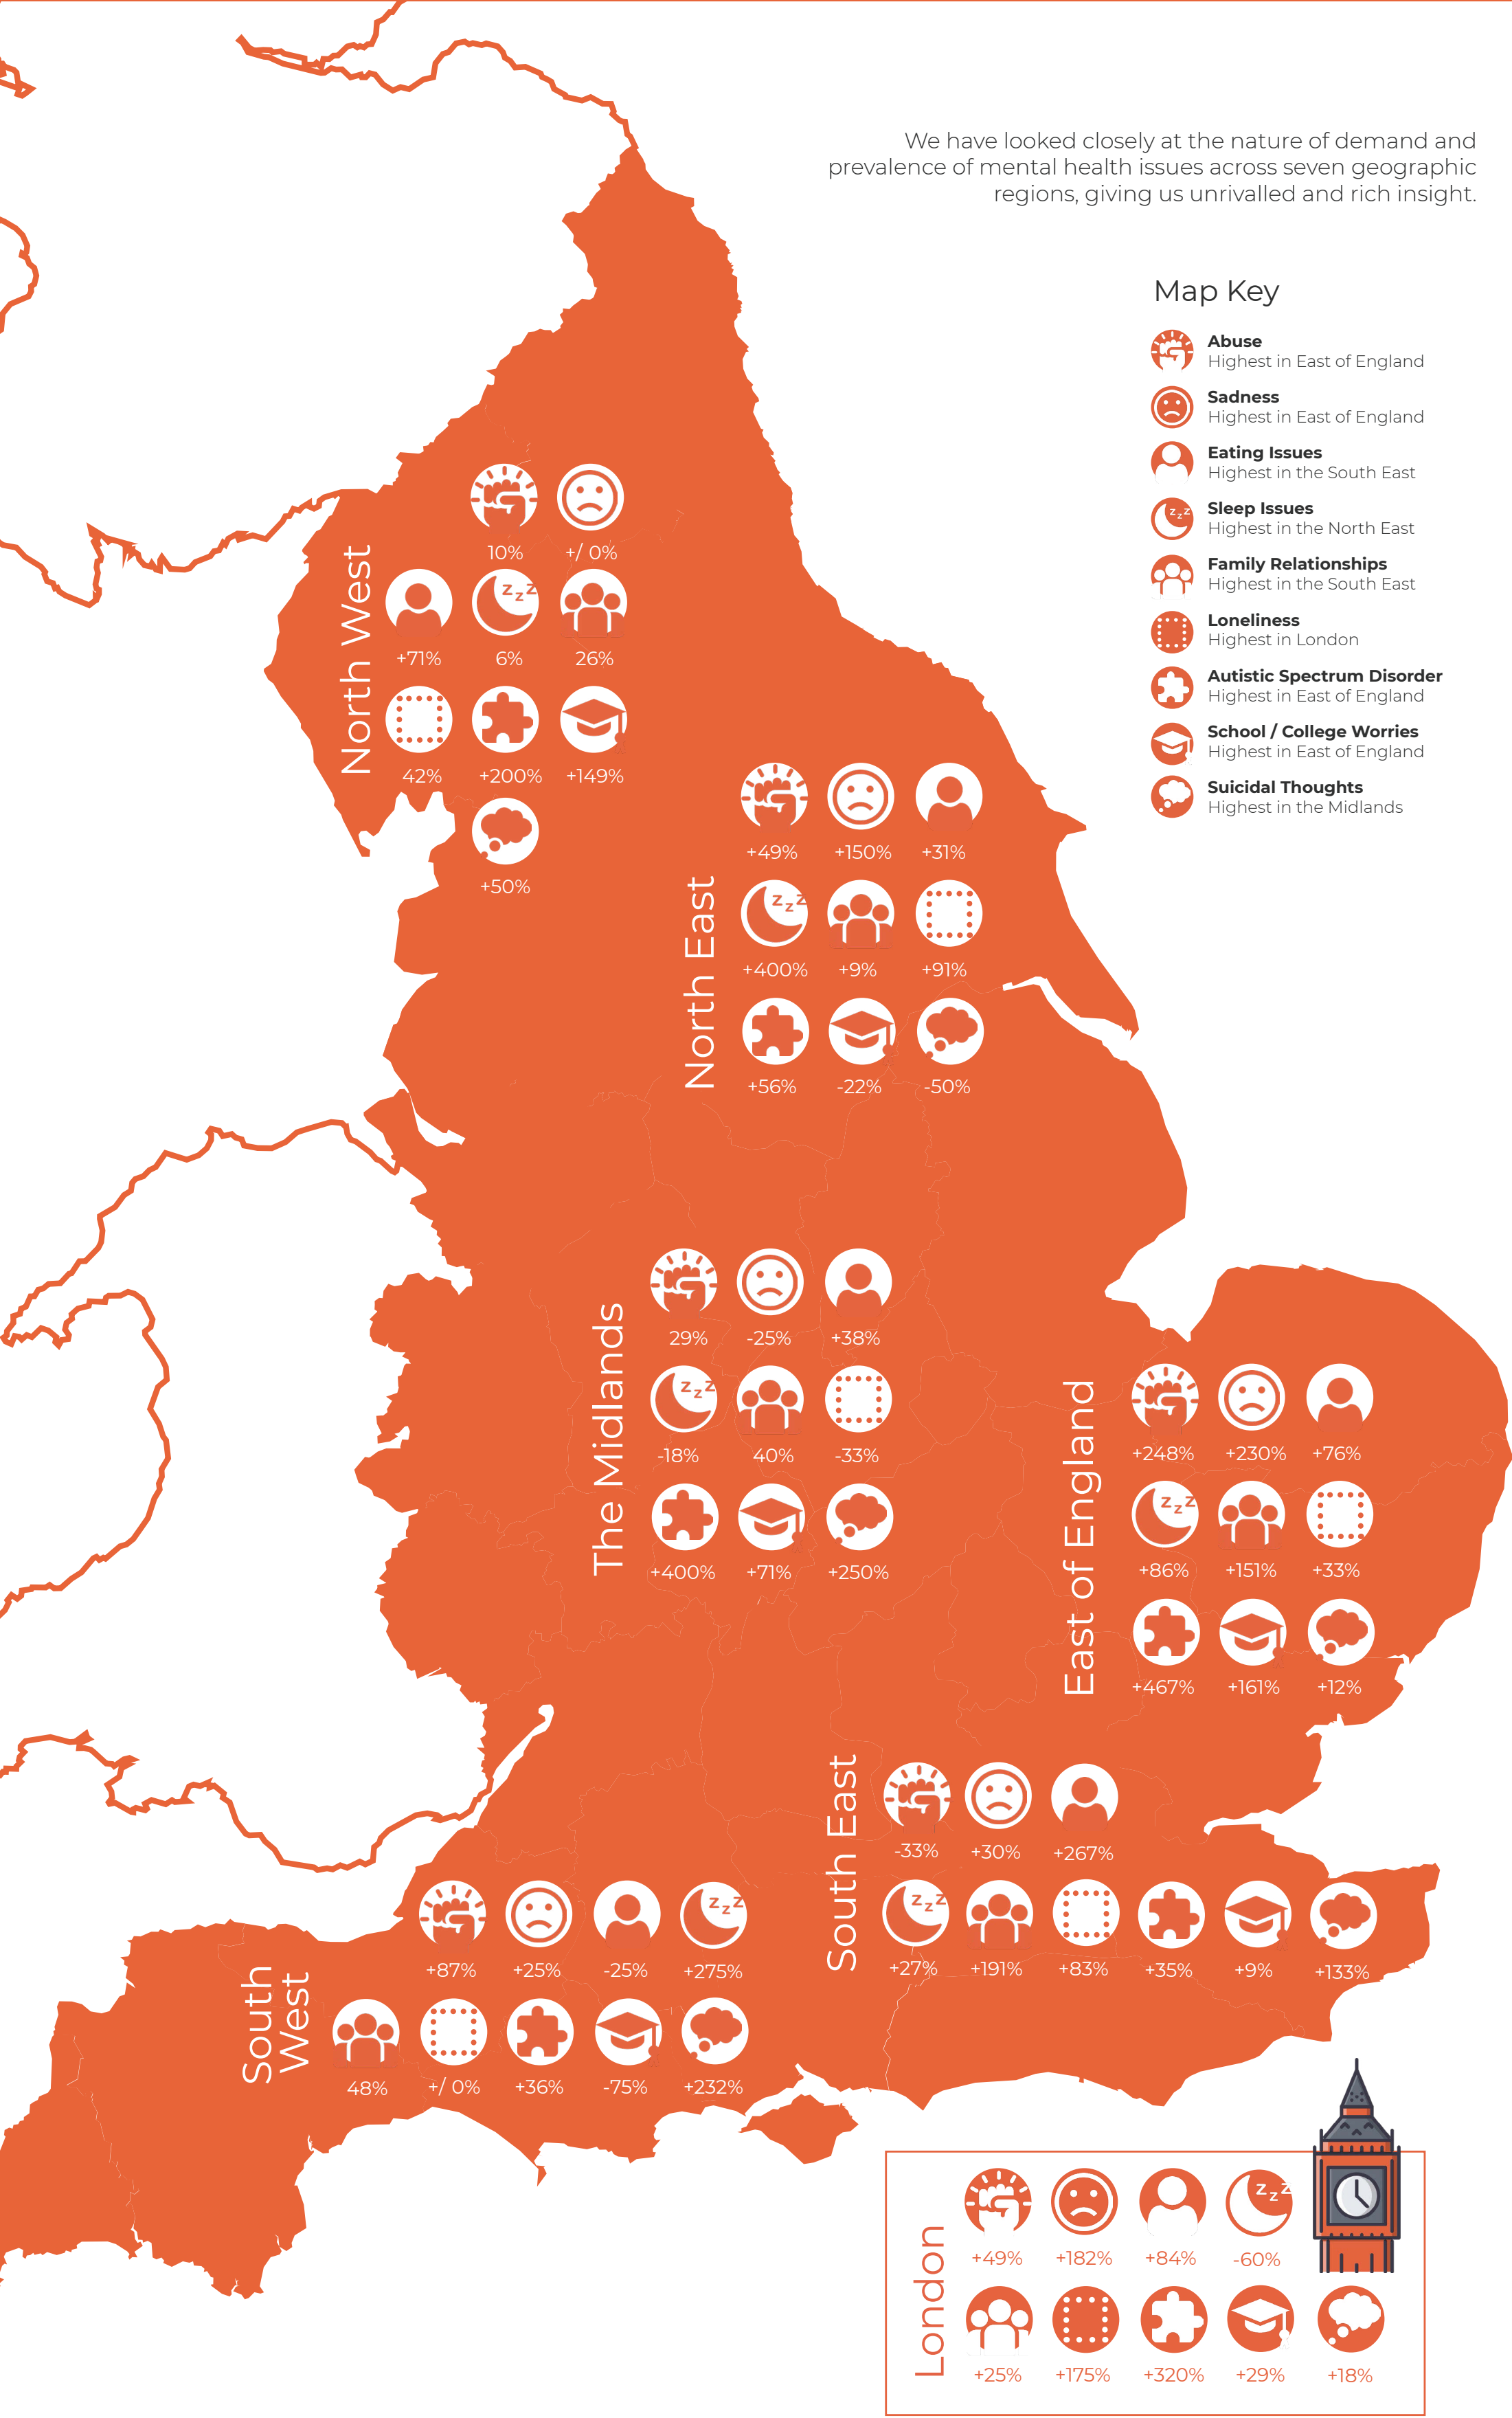 We have looked closely at the nature of demand and
prevalence of mental health issues across seven geographic
regions, giving us unrivalled and rich insight.
Map Key
Abuse
Highest in East of England
Sadness
Highest in East of England
Eating Issues
Highest in the South East
Sleep Issues
Highest in the North East
Family Relationships
Highest in the South East
Loneliness
Highest in London
Autistic Spectrum Disorder
Highest in East of England
School / College Worries
Highest in East of England
Suicidal Thoughts
Highest in the Midlands
North West
10% +/ 0%
zzz
+71% 6% 26%
42% +200% +149%
+50%
North East
+49% +150% +31%
zzz
+400% +9% +91%
+56% -22% -50%
The Midlands
29% -25% +38%
zzz
-18% 40% -33%
+400% +71% +250%
East of England
+248% +230% +76%
zzz
+86% +151% +33%
+467% +161% +12%
South East
-33% +30% +267%
zzz
+27% +191% +83% +35% +9% +133%
South
West
zzz
+87% +25% -25% +275%
48% +/ 0% +36% -75% +232%
London
zzz
+49% +182% +84% -60%
+25% +175% +320% +29% +18%